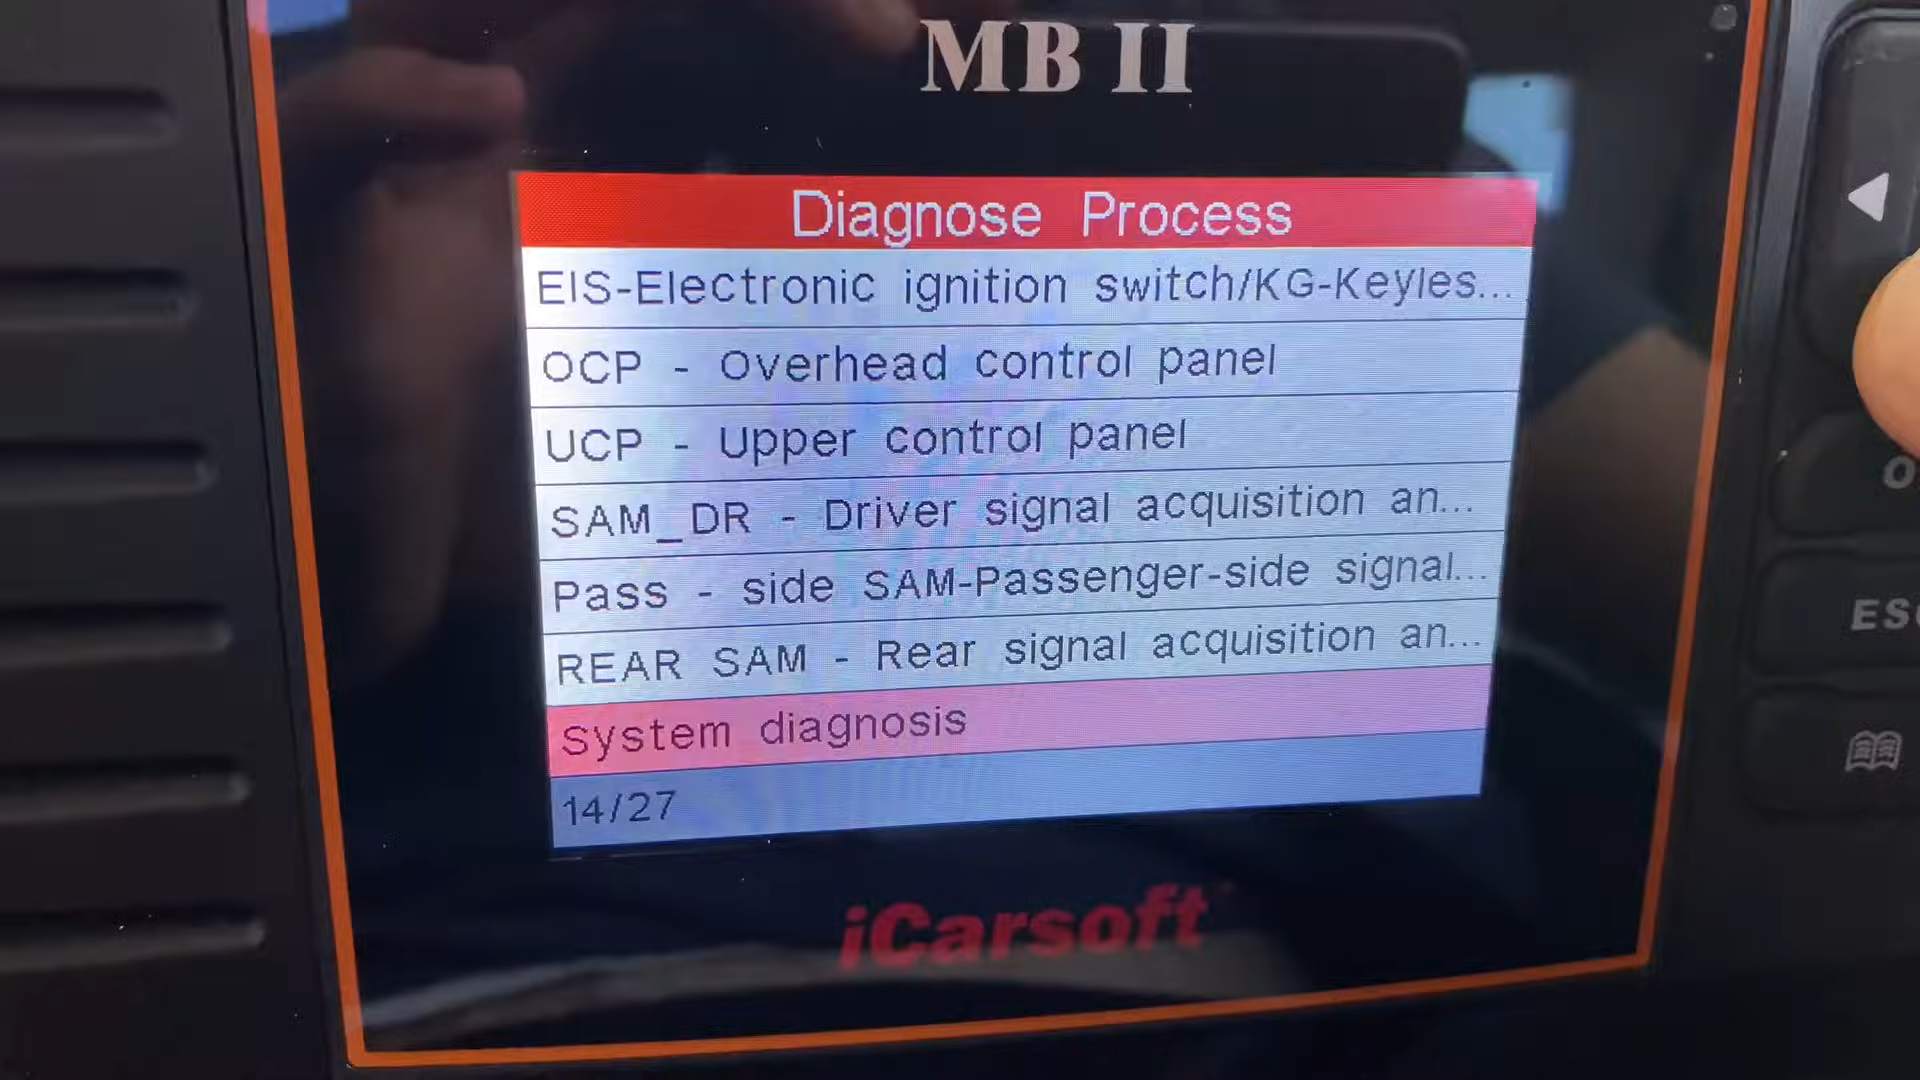 MB II
Diagnose Process
EIS-Electronic ignition switch/KG-Keyles...
OCP - Overhead control panel
UCP - Upper control panel
SAM_DR - Driver signal acquisition an...
Pass - side SAM-Passenger-side signal...
REAR SAM - Rear signal acquisition an...
System diagnosis
14/27
iCarsoft